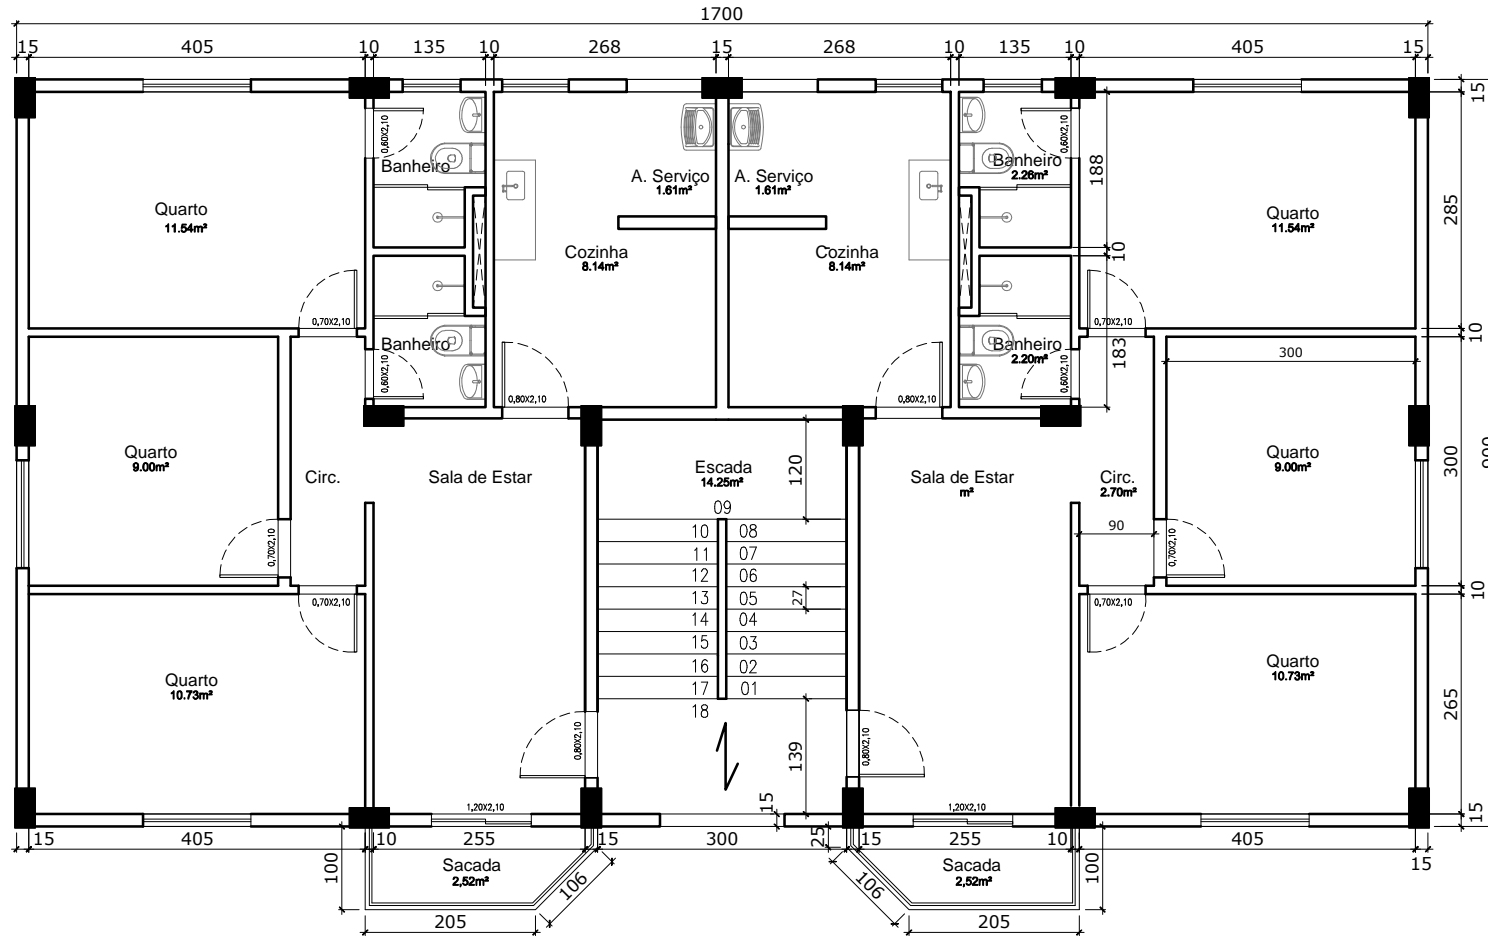 1700
15 405 10 135 10 268 15 268 10 135 10 405 15
15
0,60X2,10
0,60X2,10
Banheiro
A. Serviço
1.61m²
A. Serviço
1.61m²
Banheiro
2.26m²
188
Quarto
11.54m²
Quarto
11.54m²
285
Cozinha
8.14m²
Cozinha
8.14m²
10
0,70X2,10
0,70X2,10
10
Banheiro
Banheiro
2.20m²
183
300
0,60X2,10
0,60X2,10
0,80X2,10
0,80X2,10
Quarto
9.00m²
Circ.
Sala de Estar
Escada
14.25m²
120
Sala de Estar
m²
Circ.
2.70m²
Quarto
9.00m²
300
09
10 08
11 07
12 06
13 05
14 04
15 03
16 02
17 01
18
27
90
0,70X2,10
0,70X2,10
0,70X2,10
0,70X2,10
10
Quarto
10.73m²
Quarto
10.73m²
265
139
0,80X2,10
0,80X2,10
1,20X2,10
1,20X2,10
15
15
15 405 10 255 15 300 25 15 255 10 405 15
100
Sacada
2,52m²
106
106
Sacada
2,52m²
100
205
205